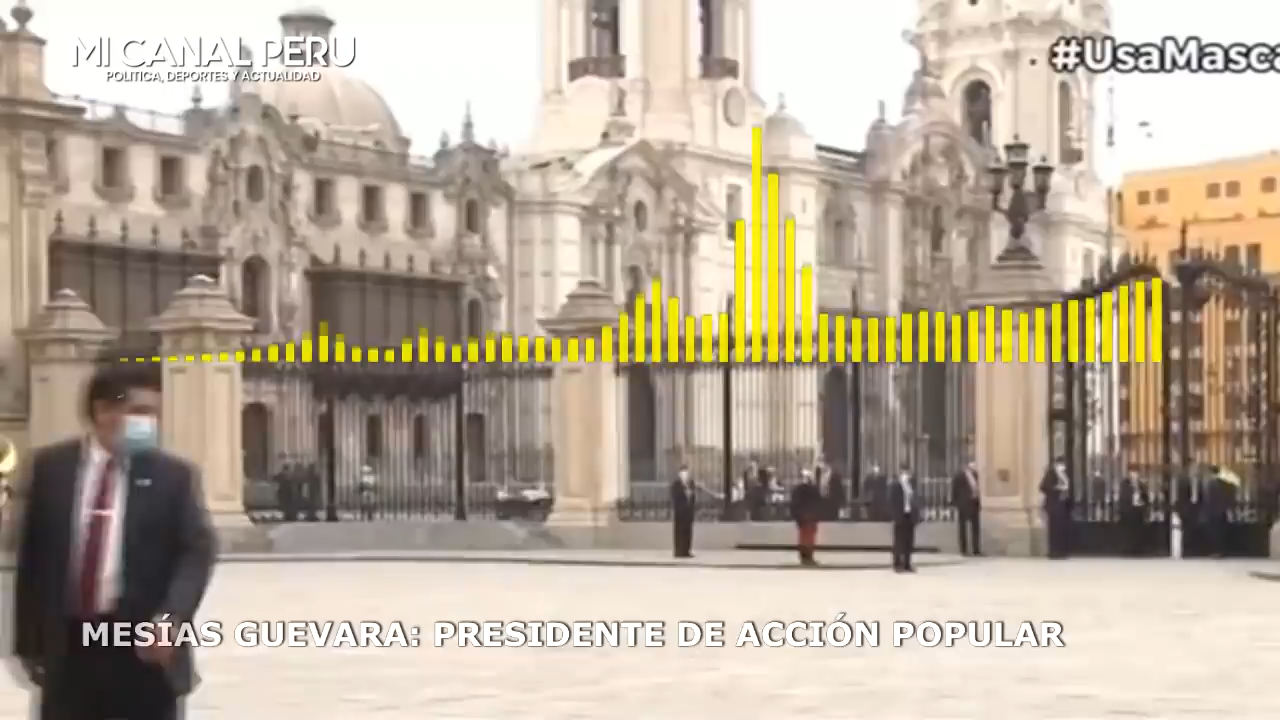 MI CANAL PERU
POLITICA, DEPORTES Y ACTUALIDAD
#UsaMasca
MESÍAS GUEVARA: PRESIDENTE DE ACCIÓN POPULAR